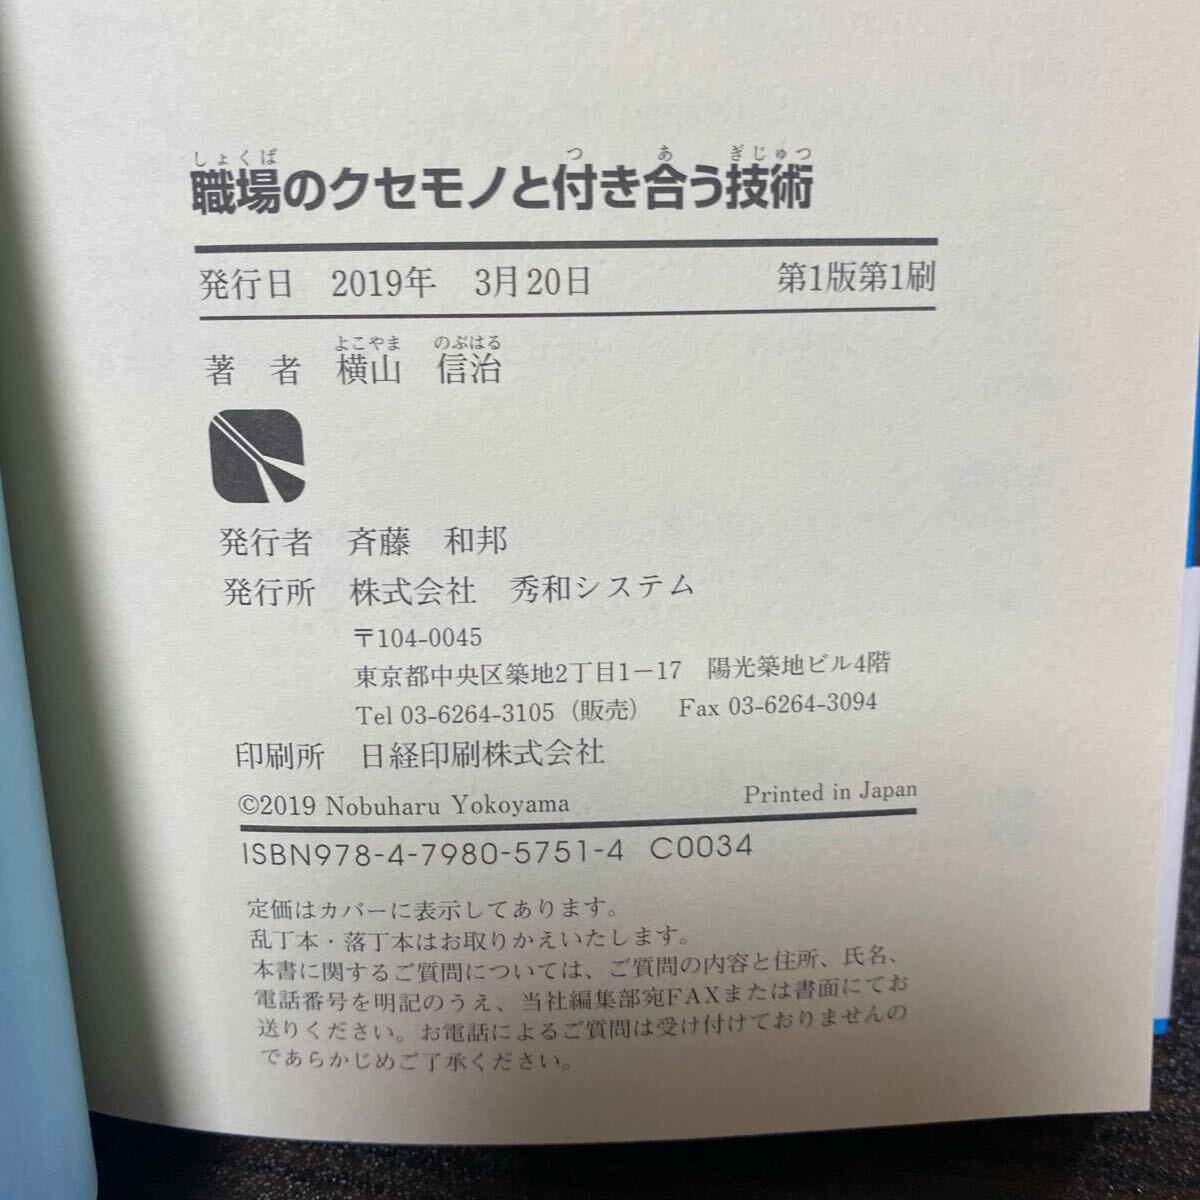 しょくば つ あ ぎじゅつ
職場のクセモノと付き合う技術
発行日 2019年 3月20日 第1版第1刷
よこやま のぶはる
著 者 横山 信治
発行者 斉藤 和邦
発行所 株式会社 秀和システム
〒104-0045
東京都中央区築地2丁目1−17 陽光築地ビル4階
Tel 03-6264-3105（販売） Fax 03-6264-3094
印刷所 日経印刷株式会社
©2019 Nobuharu Yokoyama Printed in Japan
ISBN978-4-7980-5751-4 C0034
定価はカバーに表示してあります。
乱丁本・落丁本はお取りかえいたします。
本書に関するご質問については、ご質問の内容と住所、氏名、
電話番号を明記のうえ、当社編集部宛FAXまたは書面にてお
送りください。お電話によるご質問は受け付けておりませんの
であらかじめご了承ください。